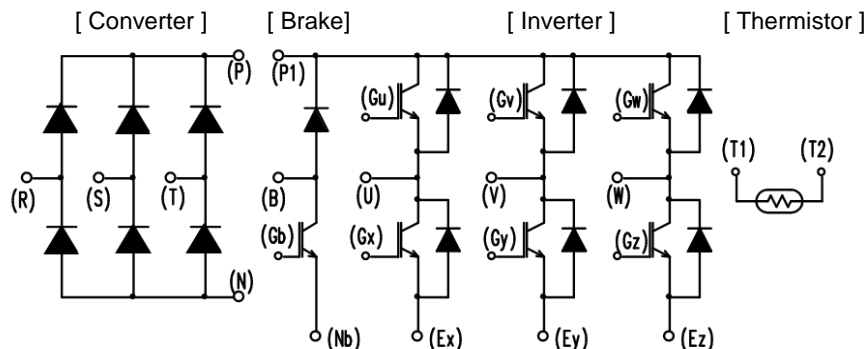 [ Converter ] [ Brake] [ Inverter ] [ Thermistor ]
(P) (P1)
(Gu) (Gv) (Gw)
(T1) (T2)
(R) (S) (T) (B) (U) (V) (W)
(Gb) (Gx) (Gy) (Gz)
(N)
(Nb) (Ex) (Ey) (Ez)